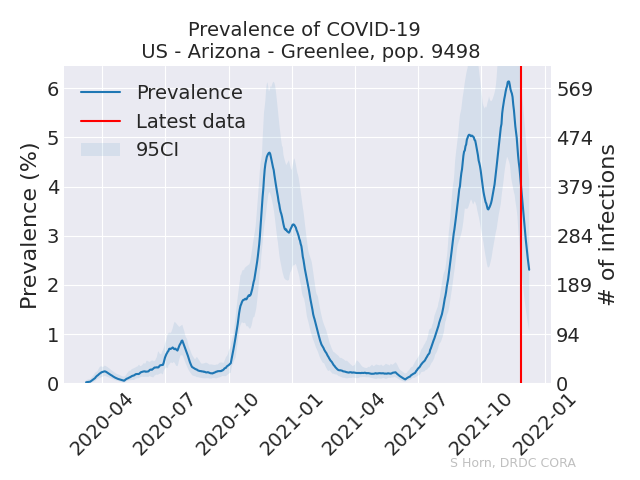 Prevalence of COVID-19
US - Arizona - Greenlee, pop. 9498
Prevalence
Latest data
95CI
Prevalence (%)
6
5
4
3
2
1
0
# of infections
569
474
379
284
189
94
0
2020-04
2020-07
2020-10
2021-01
2021-04
2021-07
2021-10
2022-01
S Horn, DRDC CORA